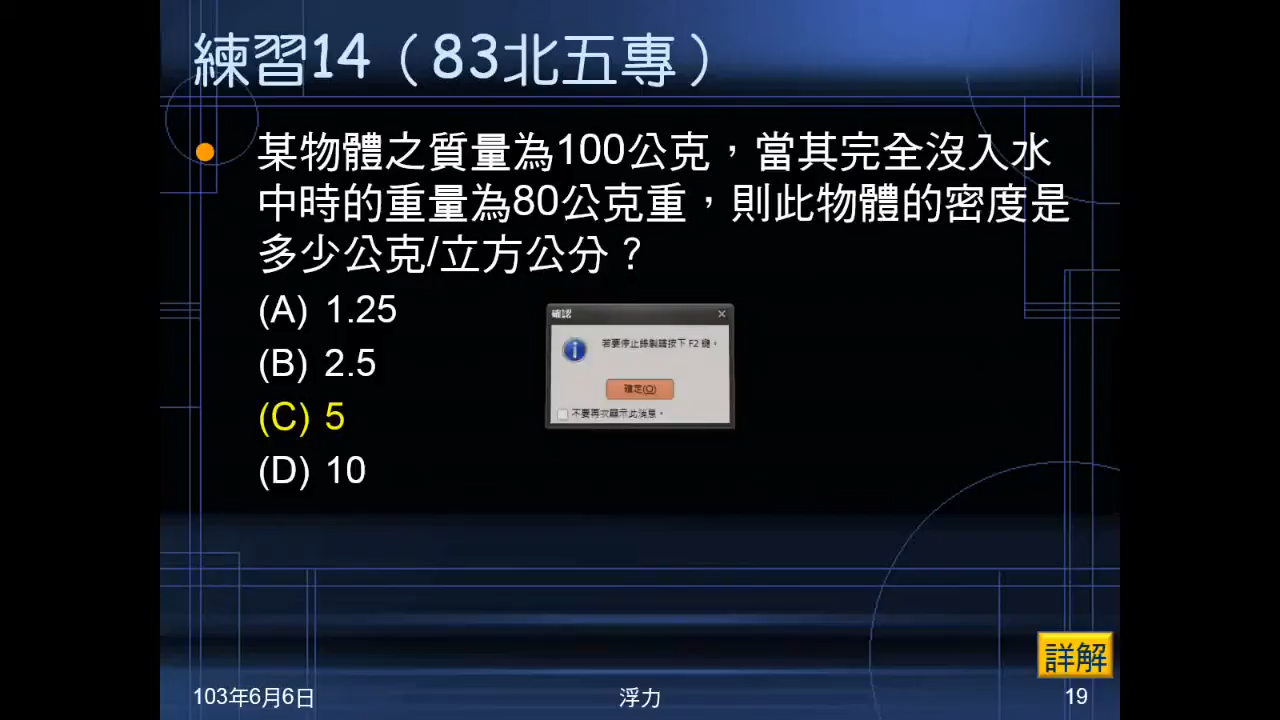 練習14（83北五專）
某物體之質量為100公克，當其完全沒入水
中時的重量為80公克重，則此物體的密度是
多少公克/立方公分？
(A) 1.25
(B) 2.5
(C) 5
(D) 10
確認
若要停止錄製請按下 F2 鍵。
確定(O)
不要再次顯示此消息。
詳解
103年6月6日
浮力
19